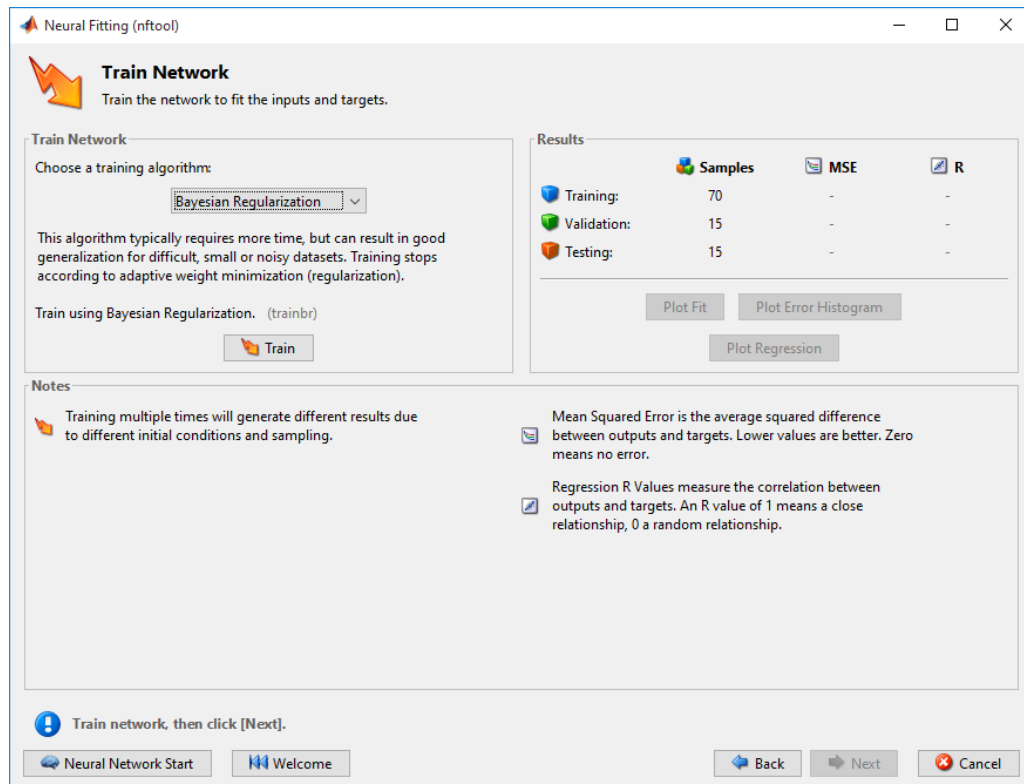 Neural Fitting (nftool)
Train Network
Train the network to fit the inputs and targets.
Train Network
Choose a training algorithm:
Bayesian Regularization
This algorithm typically requires more time, but can result in good
generalization for difficult, small or noisy datasets. Training stops
according to adaptive weight minimization (regularization).
Train using Bayesian Regularization. (trainbr)
Train
Results
Samples MSE R
Training: 70 - -
Validation: 15 - -
Testing: 15 - -
Plot Fit Plot Error Histogram
Plot Regression
Notes
Training multiple times will generate different results due
to different initial conditions and sampling.
Mean Squared Error is the average squared difference
between outputs and targets. Lower values are better. Zero
means no error.
Regression R Values measure the correlation between
outputs and targets. An R value of 1 means a close
relationship, 0 a random relationship.
Train network, then click [Next].
Neural Network Start Welcome Back Next Cancel